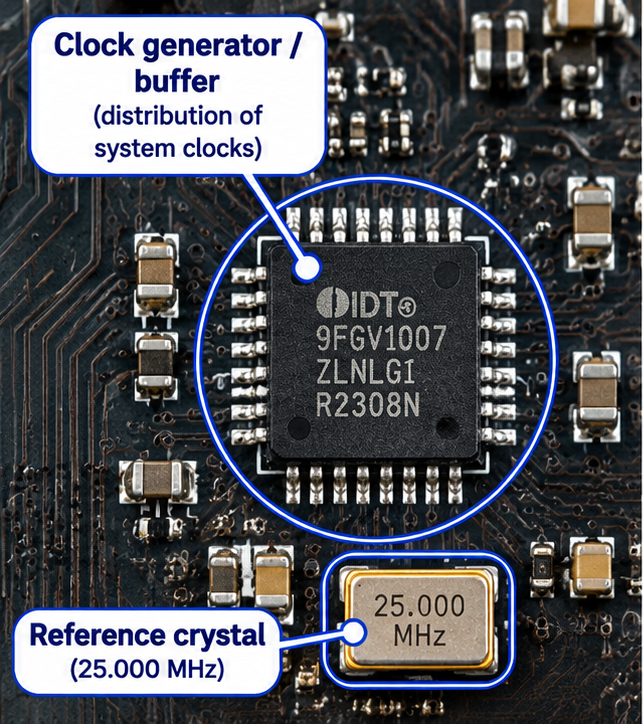 Clock generator /
buffer
(distribution of
system clocks)
IDT
9FGV1007
ZLNLGI
R2308N
25.000
MHz
Reference crystal
(25.000 MHz)